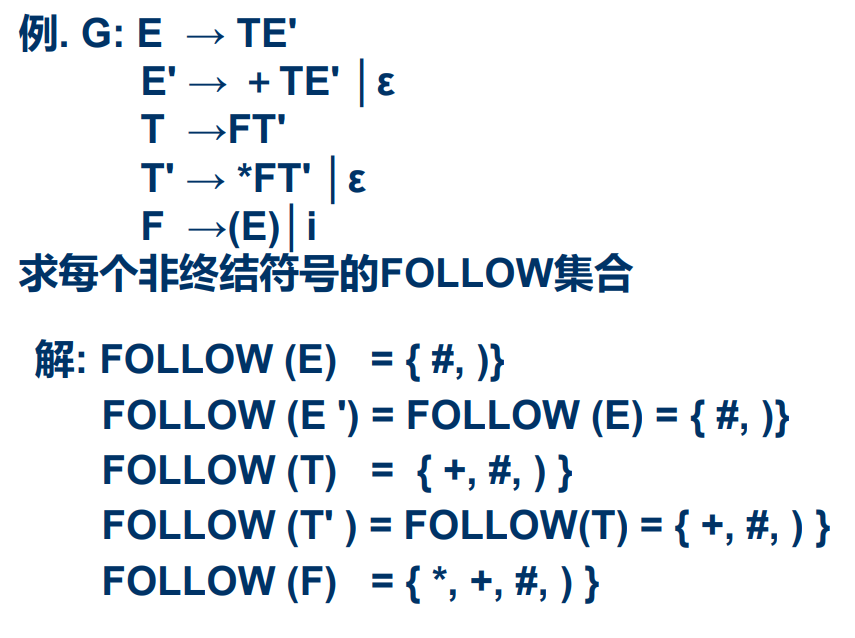 例. G: E → TE'
E' → + TE' │ε
T →FT'
T' → *FT' │ε
F →(E)│i
求每个非终结符号的FOLLOW集合
解: FOLLOW (E) = { #, )}
FOLLOW (E ') = FOLLOW (E) = { #, )}
FOLLOW (T) = { +, #, ) }
FOLLOW (T' ) = FOLLOW(T) = { +, #, ) }
FOLLOW (F) = { *, +, #, ) }